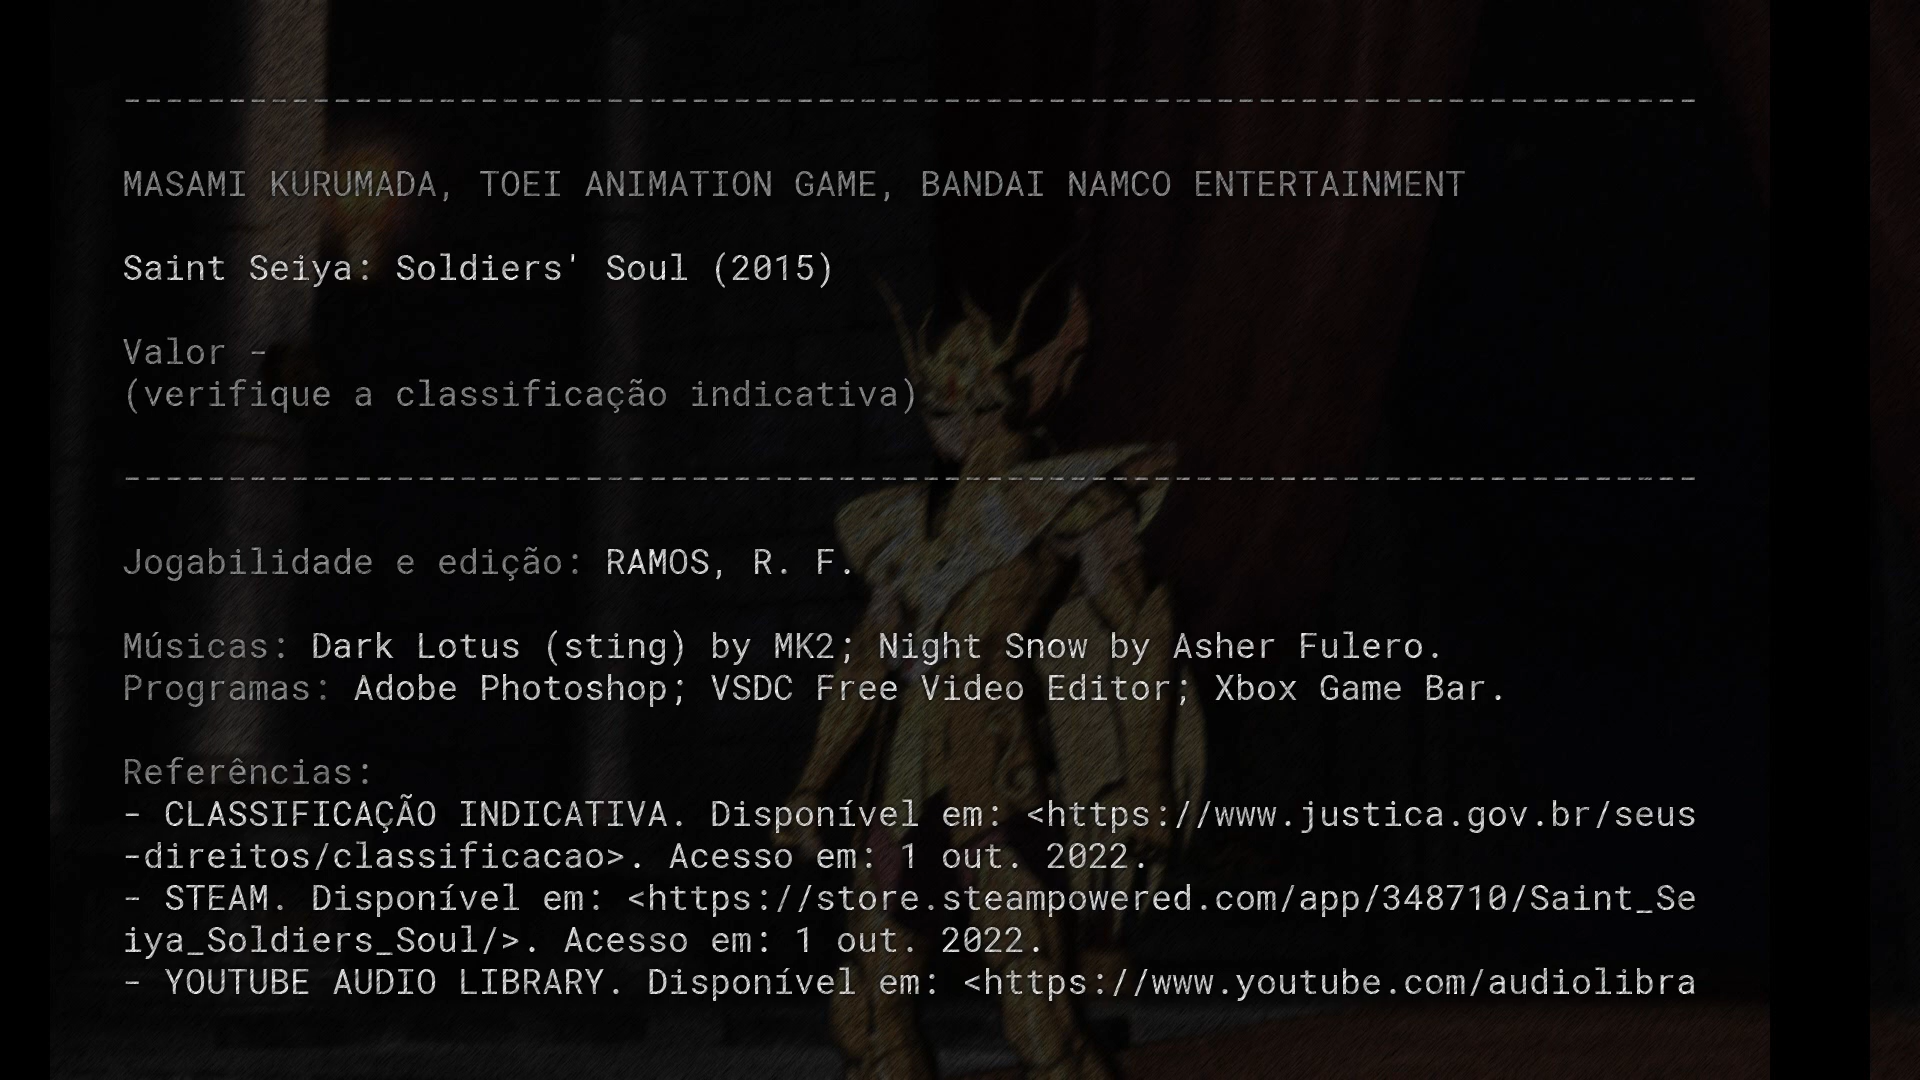 ---------------------------------------------------------------------------
MASAMI KURUMADA, TOEI ANIMATION GAME, BANDAI NAMCO ENTERTAINMENT
Saint Seiya: Soldiers' Soul (2015)
Valor -
(verifique a classificação indicativa)
---------------------------------------------------------------------------
Jogabilidade e edição: RAMOS, R. F.
Músicas: Dark Lotus (sting) by MK2; Night Snow by Asher Fulero.
Programas: Adobe Photoshop; VSDC Free Video Editor; Xbox Game Bar.
Referências:
- CLASSIFICAÇÃO INDICATIVA. Disponível em: <https://www.justica.gov.br/seus
-direitos/classificacao>. Acesso em: 1 out. 2022.
- STEAM. Disponível em: <https://store.steampowered.com/app/348710/Saint_Se
iya_Soldiers_Soul/>. Acesso em: 1 out. 2022.
- YOUTUBE AUDIO LIBRARY. Disponível em: <https://www.youtube.com/audiolibra